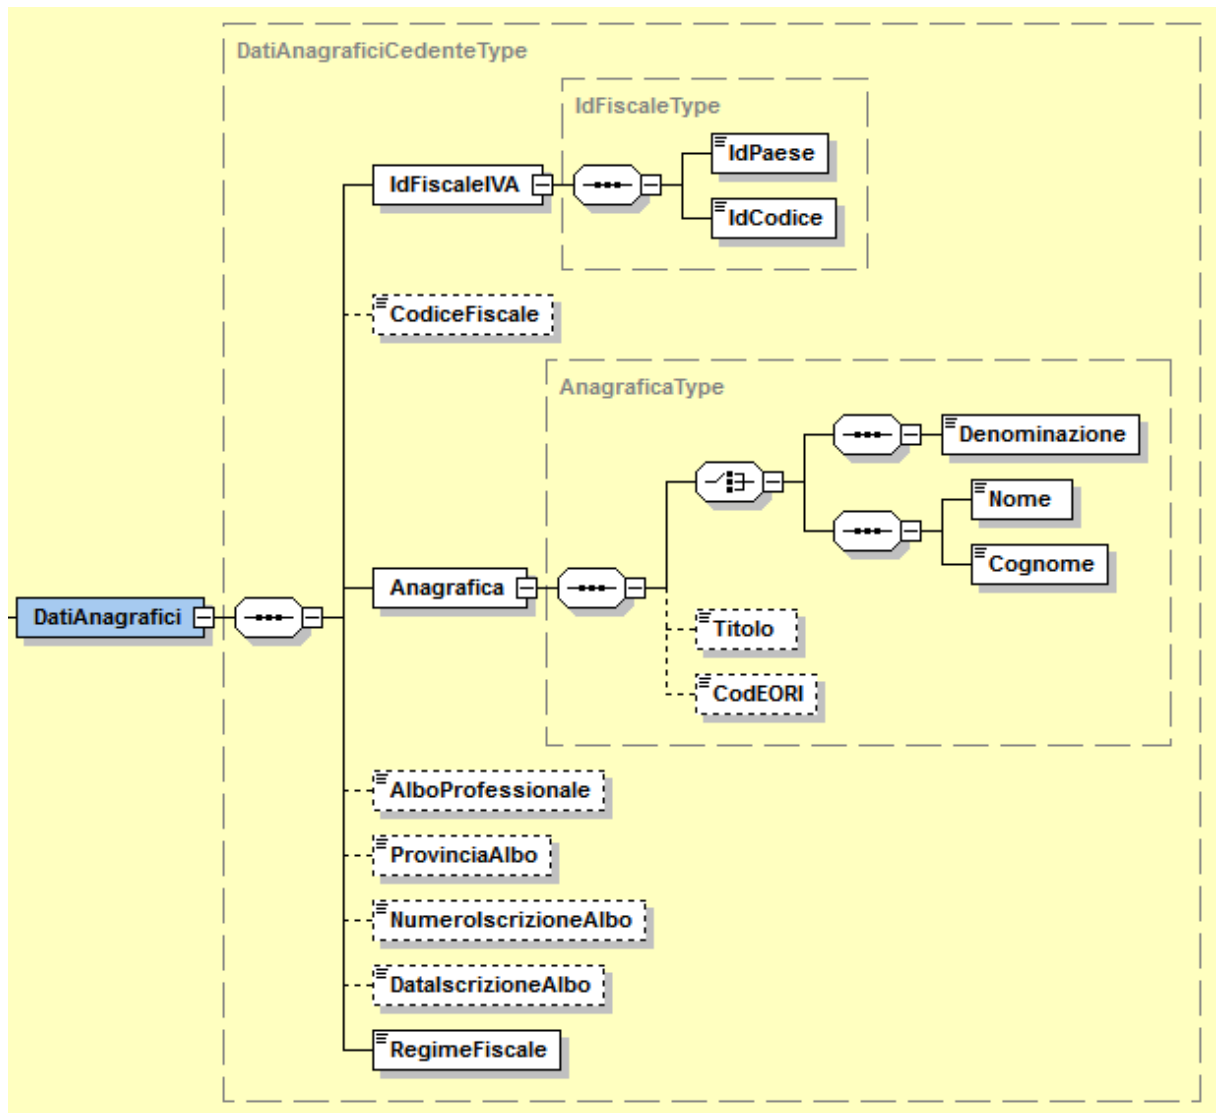 DatiAnagraficiCedenteType
IdFiscaleType
IdPaese
IdFiscaleIVA
IdCodice
CodiceFiscale
AnagraficaType
Denominazione
Nome
Cognome
Anagrafica
DatiAnagrafici
Titolo
CodEORI
AlboProfessionale
ProvinciaAlbo
NumeroIscrizioneAlbo
DataIscrizioneAlbo
RegimeFiscale